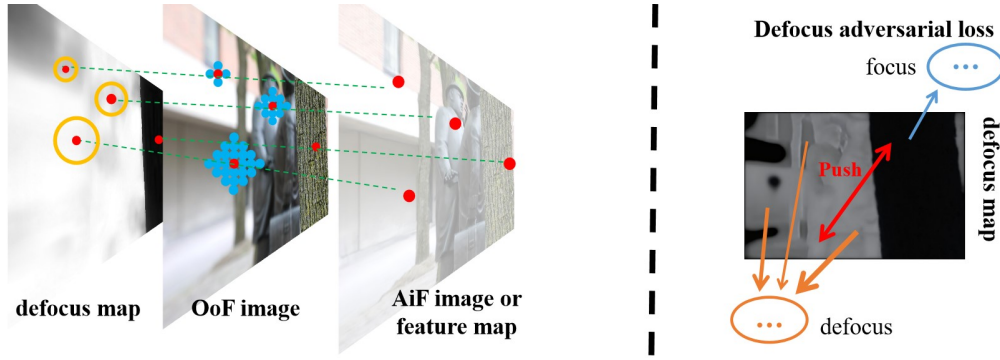 defocus map
OoF image
AiF image or
feature map
Defocus adversarial loss
focus
...
defocus map
Push
...
defocus